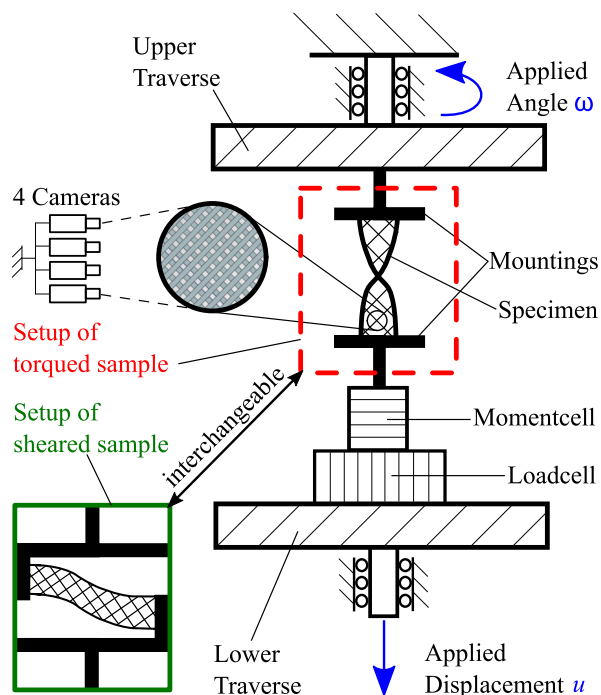 Upper
Traverse
Applied
Angle ω
4 Cameras
Mountings
Specimen
Setup of
torqued sample
Setup of
sheared sample
interchangeable
Momentcell
Loadcell
Lower
Traverse
Applied
Displacement u